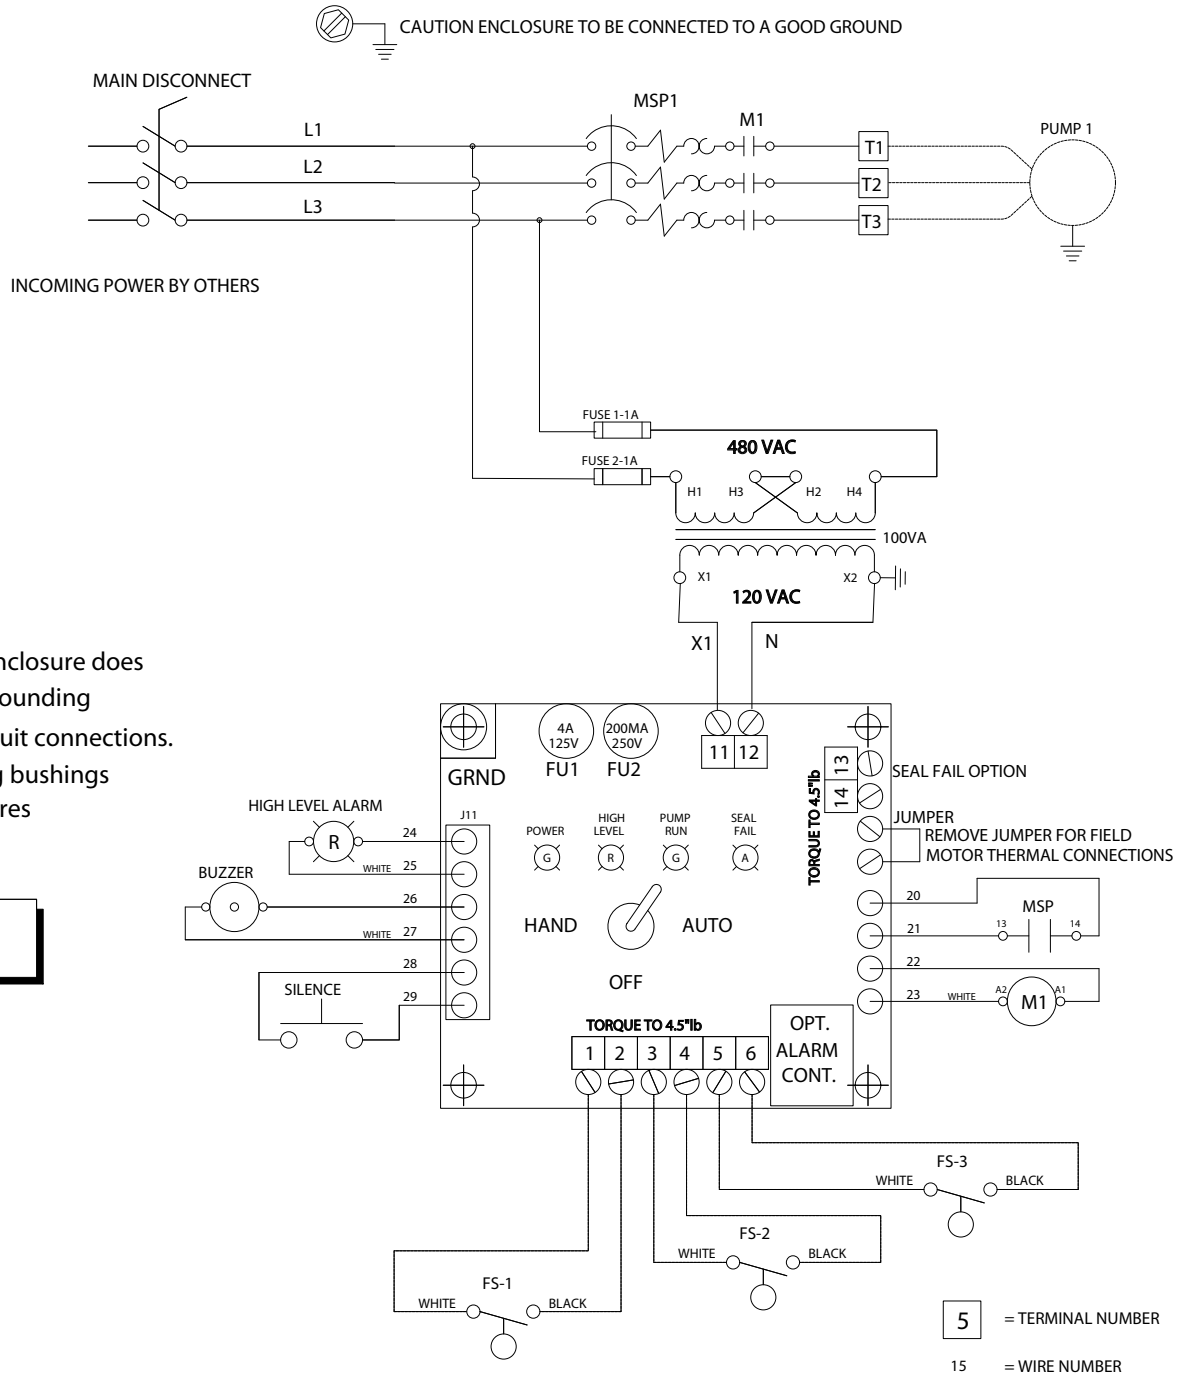 CAUTION ENCLOSURE TO BE CONNECTED TO A GOOD GROUND
MAIN DISCONNECT
MSP1
M1
PUMP 1
L1
L2
L3
T1
T2
T3
INCOMING POWER BY OTHERS
FUSE 1-1A
480 VAC
FUSE 2-1A
H1 H3 H2 H4
100VA
X1 X2
120 VAC
X1 N
nclosure does
ounding
uit connections.
g bushings
res
4A
125V
FU1
200MA
250V
FU2
11 12
GRND
TORQUE TO 4.5"lb
13
14
SEAL FAIL OPTION
JUMPER
REMOVE JUMPER FOR FIELD
MOTOR THERMAL CONNECTIONS
HIGH LEVEL ALARM
R
J11
24
WHITE 25
BUZZER
26
WHITE 27
28
SILENCE
29
POWER
G
HIGH
LEVEL
R
PUMP
RUN
G
SEAL
FAIL
A
HAND
AUTO
OFF
20
MSP
21
13 14
22
23 WHITE
A2 M1 A1
TORQUE TO 4.5"lb
1 2 3 4 5 6
OPT.
ALARM
CONT.
FS-3
WHITE BLACK
FS-2
WHITE BLACK
FS-1
WHITE BLACK
5 = TERMINAL NUMBER
15 = WIRE NUMBER